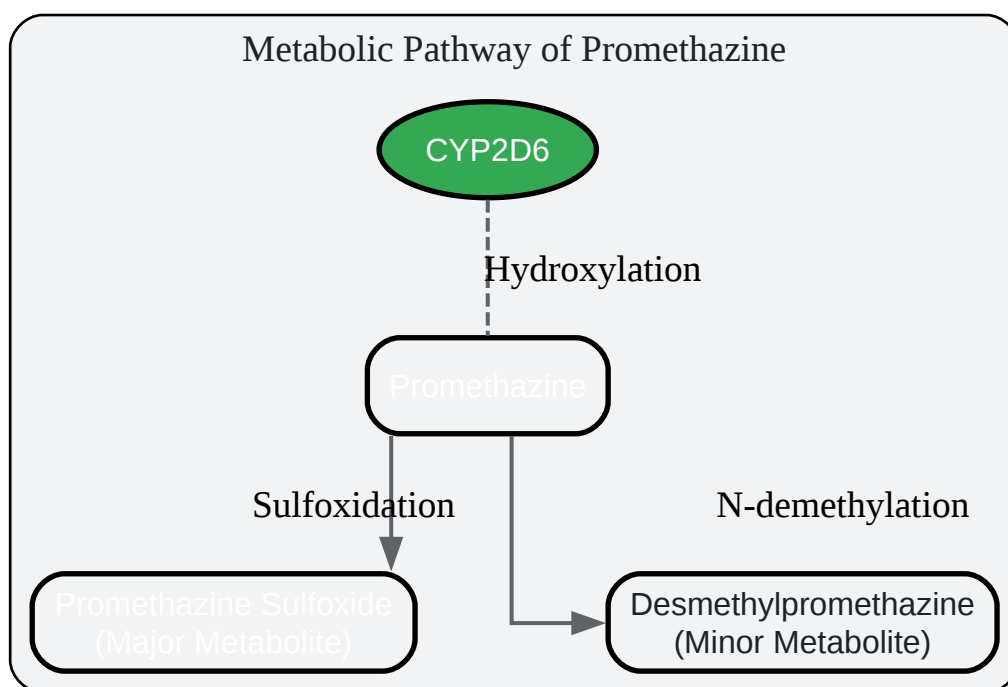 Metabolic Pathway of Promethazine
CYP2D6
Hydroxylation
Promethazine
Sulfoxidation
N-demethylation
Promethazine Sulfoxide
(Major Metabolite)
Desmethylpromethazine
(Minor Metabolite)